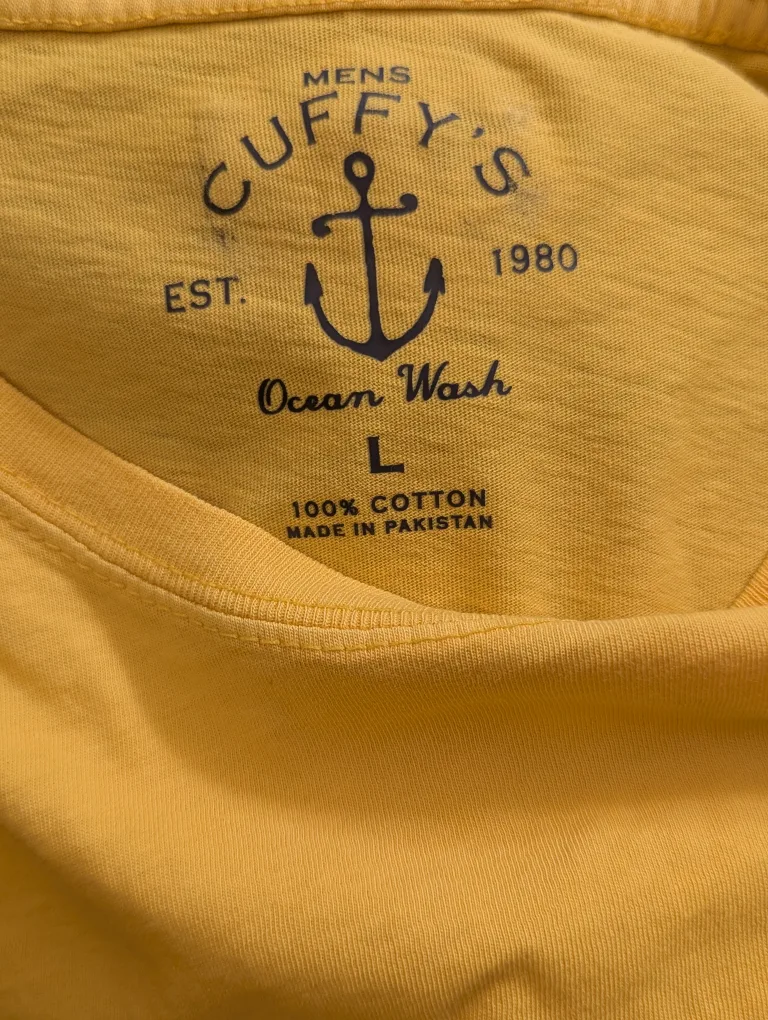 MENS
CUFFY'S
EST. 1980
Ocean Wash
L
100% COTTON
MADE IN PAKISTAN